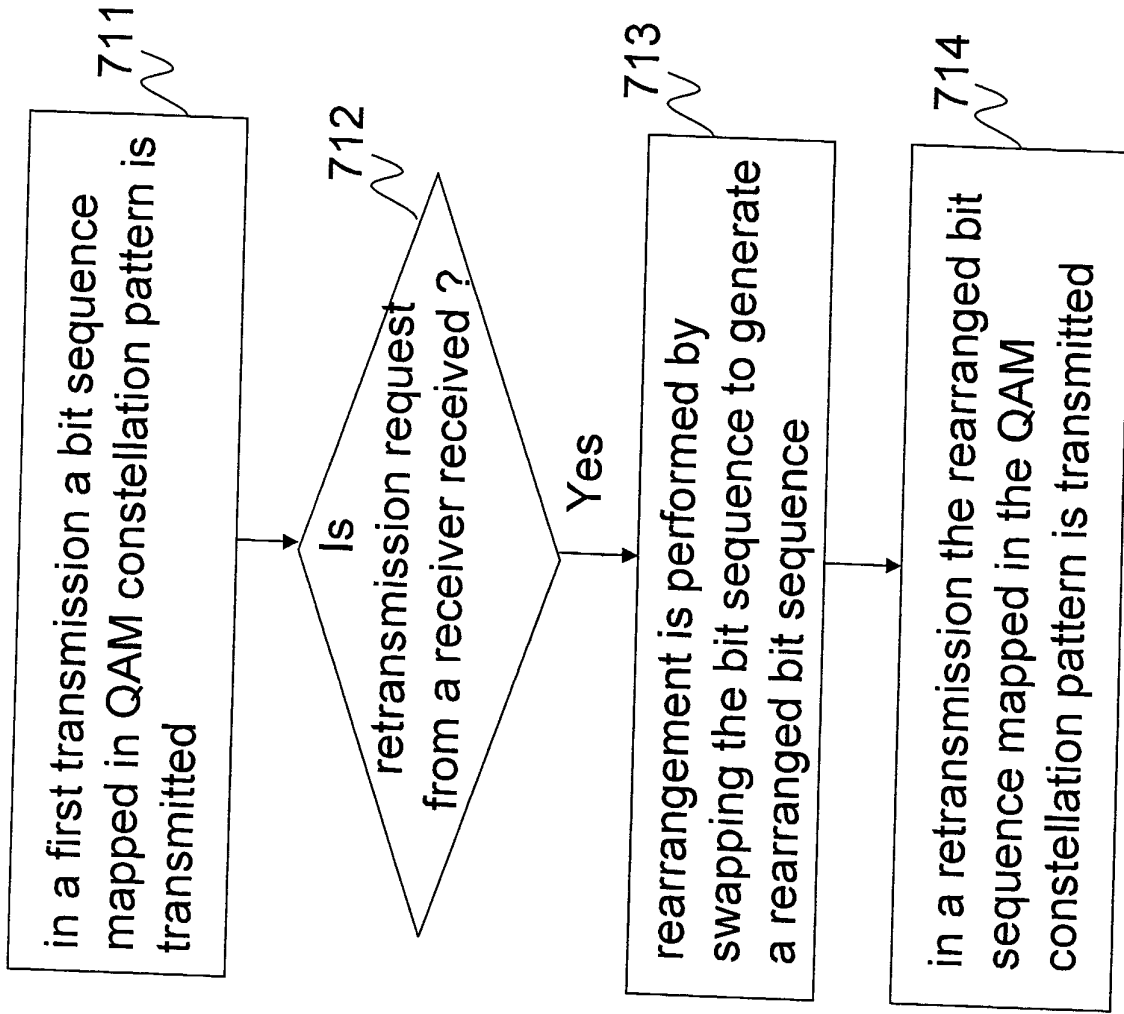 711
in a first transmission a bit sequence
mapped in QAM constellation pattern is
transmitted
712
Is
retransmission request
from a receiver received ?
Yes
713
rearrangement is performed by
swapping the bit sequence to generate
a rearranged bit sequence
714
in a retransmission the rearranged bit
sequence mapped in the QAM
constellation pattern is transmitted